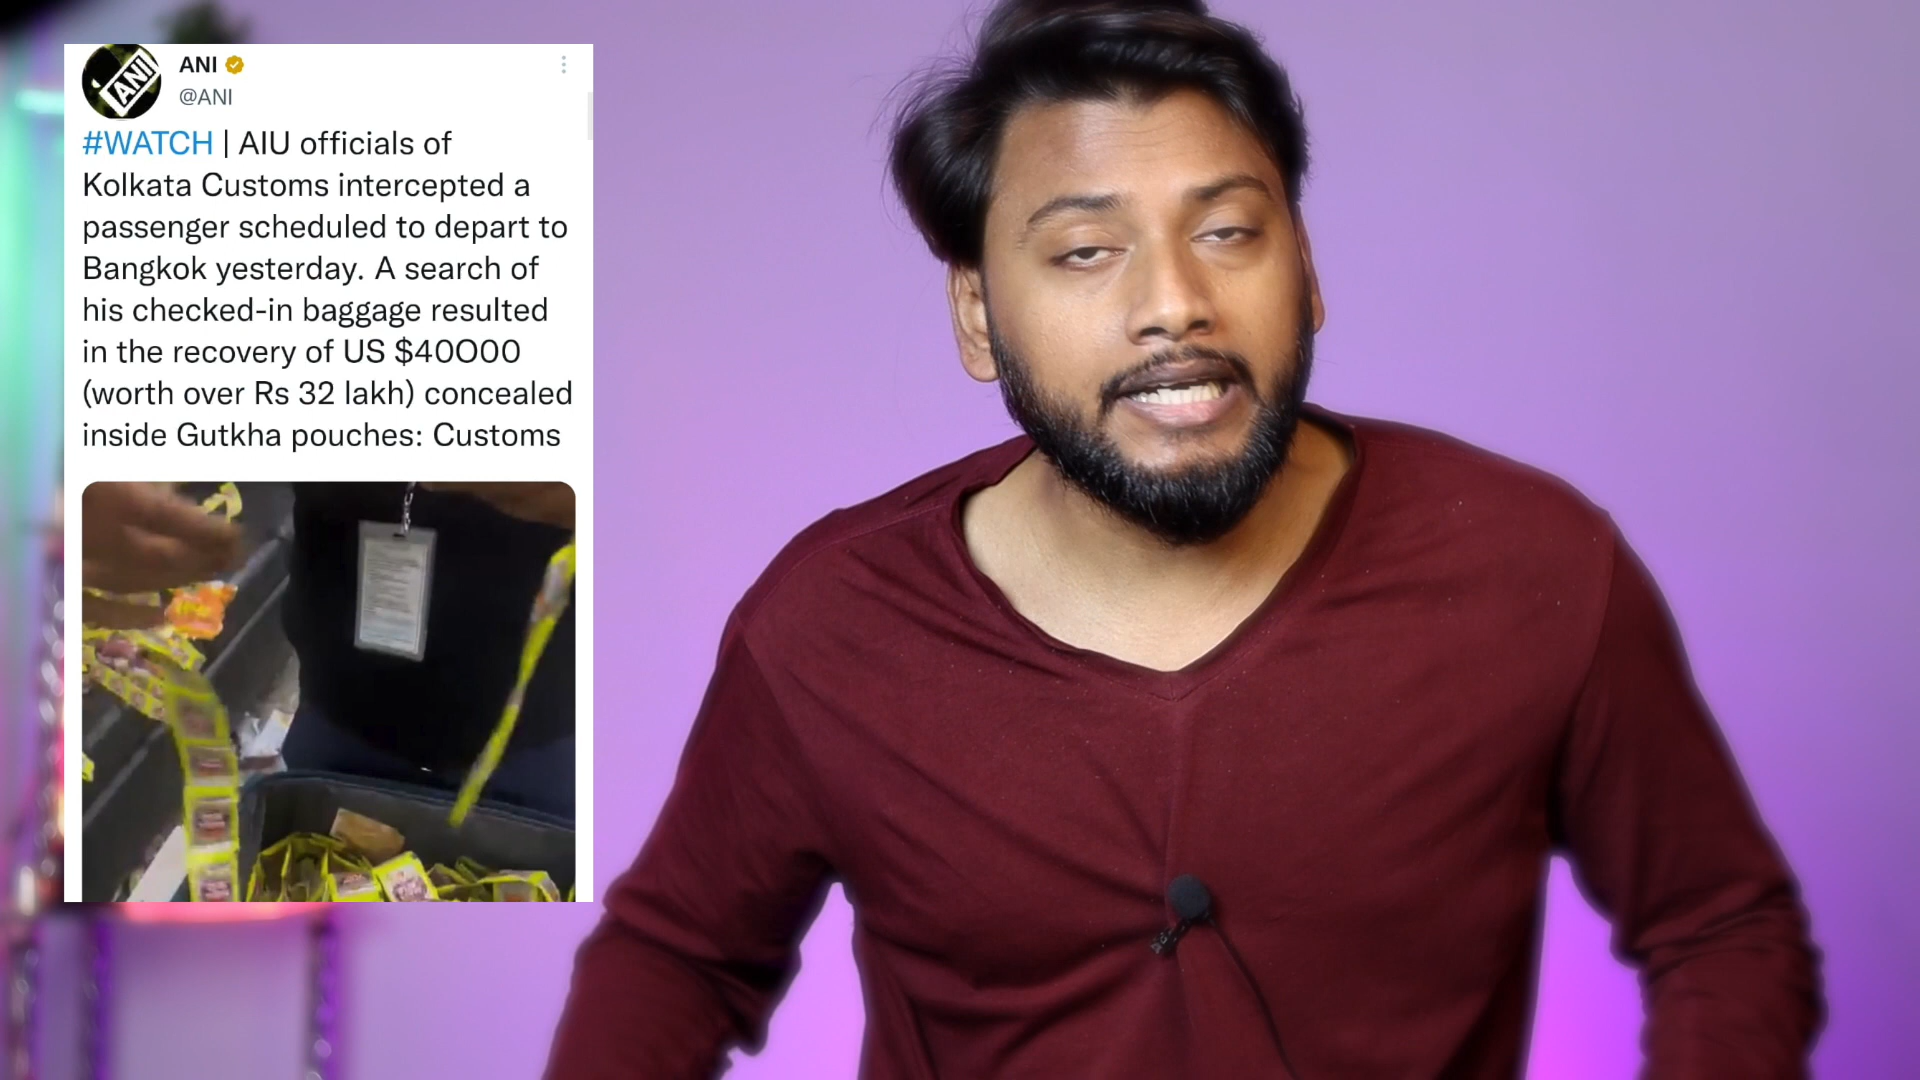 ANI
ANI
@ANI
#WATCH | AIU officials of
Kolkata Customs intercepted a
passenger scheduled to depart to
Bangkok yesterday. A search of
his checked-in baggage resulted
in the recovery of US $40000
(worth over Rs 32 lakh) concealed
inside Gutkha pouches: Customs